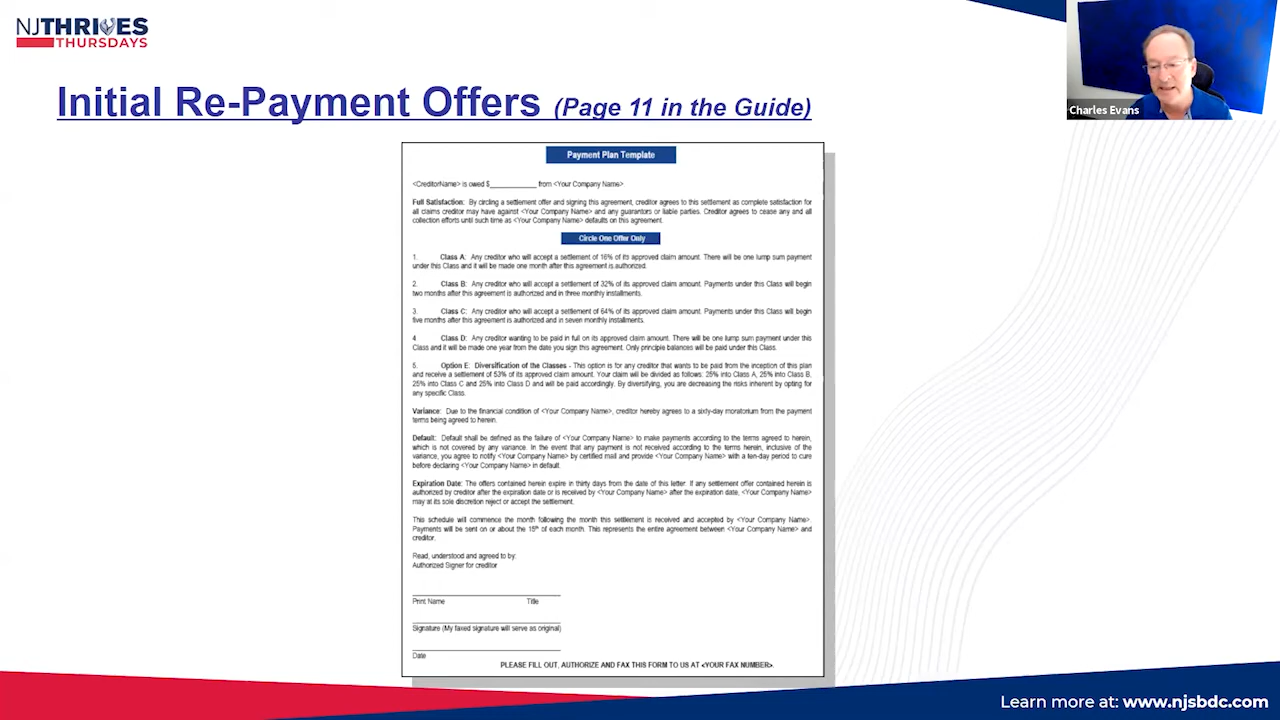 NJTHRIVES
THURSDAYS
Charles Evans
Initial Re-Payment Offers (Page 11 in the Guide)
Payment Plan Template
<CreditorName> is owed $____________ from <Your Company Name>.
Full Satisfaction: By circling a settlement offer and signing this agreement, creditor agrees to this settlement as complete satisfaction for
all claims creditor may have against <Your Company Name> and any guarantors or liable parties. Creditor agrees to cease any and all
collection efforts until such time as <Your Company Name> defaults on this agreement.
Circle One Offer Only
1. Class A: Any creditor who will accept a settlement of 16% of its approved claim amount. There will be one lump sum payment
under this Class and it will be made one month after this agreement is authorized.
2. Class B: Any creditor who will accept a settlement of 32% of its approved claim amount. Payments under this Class will begin
two months after this agreement is authorized and in three monthly installments.
3. Class C: Any creditor who will accept a settlement of 64% of its approved claim amount. Payments under this Class will begin
five months after this agreement is authorized and in seven monthly installments.
4 Class D: Any creditor wanting to be paid in full on its approved claim amount. There will be one lump sum payment under this
Class and it will be made one year from the date you sign this agreement. Only principle balances will be paid under this Class.
5. Option E: Diversification of the Classes - This option is for any creditor that wants to be paid from the inception of this plan
and receive a settlement of 53% of its approved claim amount. Your claim will be divided as follows: 25% into Class A, 25% into Class B,
25% into Class C and 25% into Class D and will be paid accordingly. By diversifying, you are decreasing the risks inherent by opting for
any specific Class.
Variance: Due to the financial condition of <Your Company Name>, creditor hereby agrees to a sixty-day moratorium from the payment
terms being agreed to herein.
Default: Default shall be defined as the failure of <Your Company Name> to make payments according to the terms agreed to herein,
which is not covered by any variance. In the event that any payment is not received according to the terms herein, inclusive of the
variance, you agree to notify <Your Company Name> by certified mail and provide <Your Company Name> with a ten-day period to cure
before declaring <Your Company Name> in default.
Expiration Date: The offers contained herein expire in thirty days from the date of this letter. If any settlement offer contained herein is
authorized by creditor after the expiration date or is received by <Your Company Name> after the expiration date, <Your Company Name>
may at its sole discretion reject or accept the settlement.
This schedule will commence the month following the month this settlement is received and accepted by <Your Company Name>.
Payments will be sent on or about the 15th of each month. This represents the entire agreement between <Your Company Name> and
creditor.
Read, understood and agreed to by:
Authorized Signer for creditor
Print Name Title
Signature (My faxed signature will serve as original)
Date
PLEASE FILL OUT, AUTHORIZE AND FAX THIS FORM TO US AT <YOUR FAX NUMBER>.
Learn more at: www.njsbdc.com